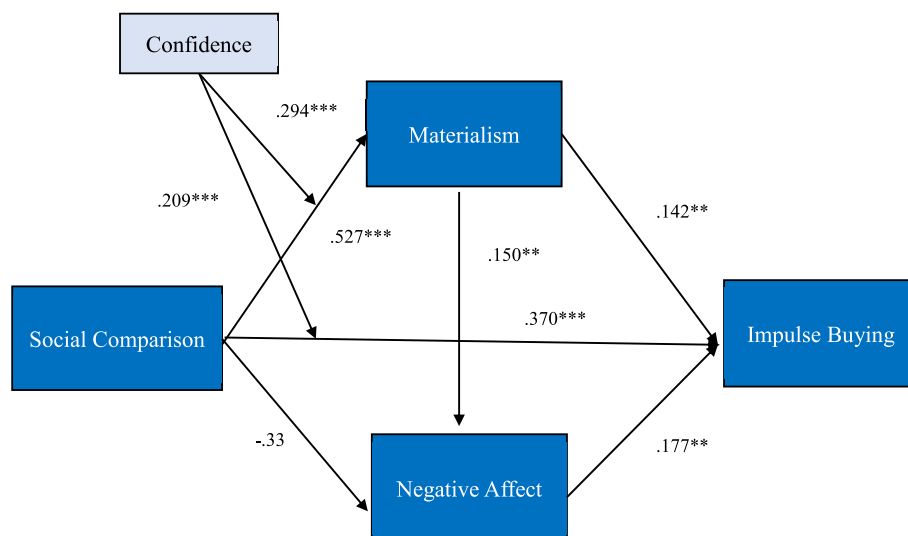 Confidence
.294***
Materialism
.209***
.142**
.527***
.150**
.370***
Social Comparison
Impulse Buying
-.33
.177**
Negative Affect